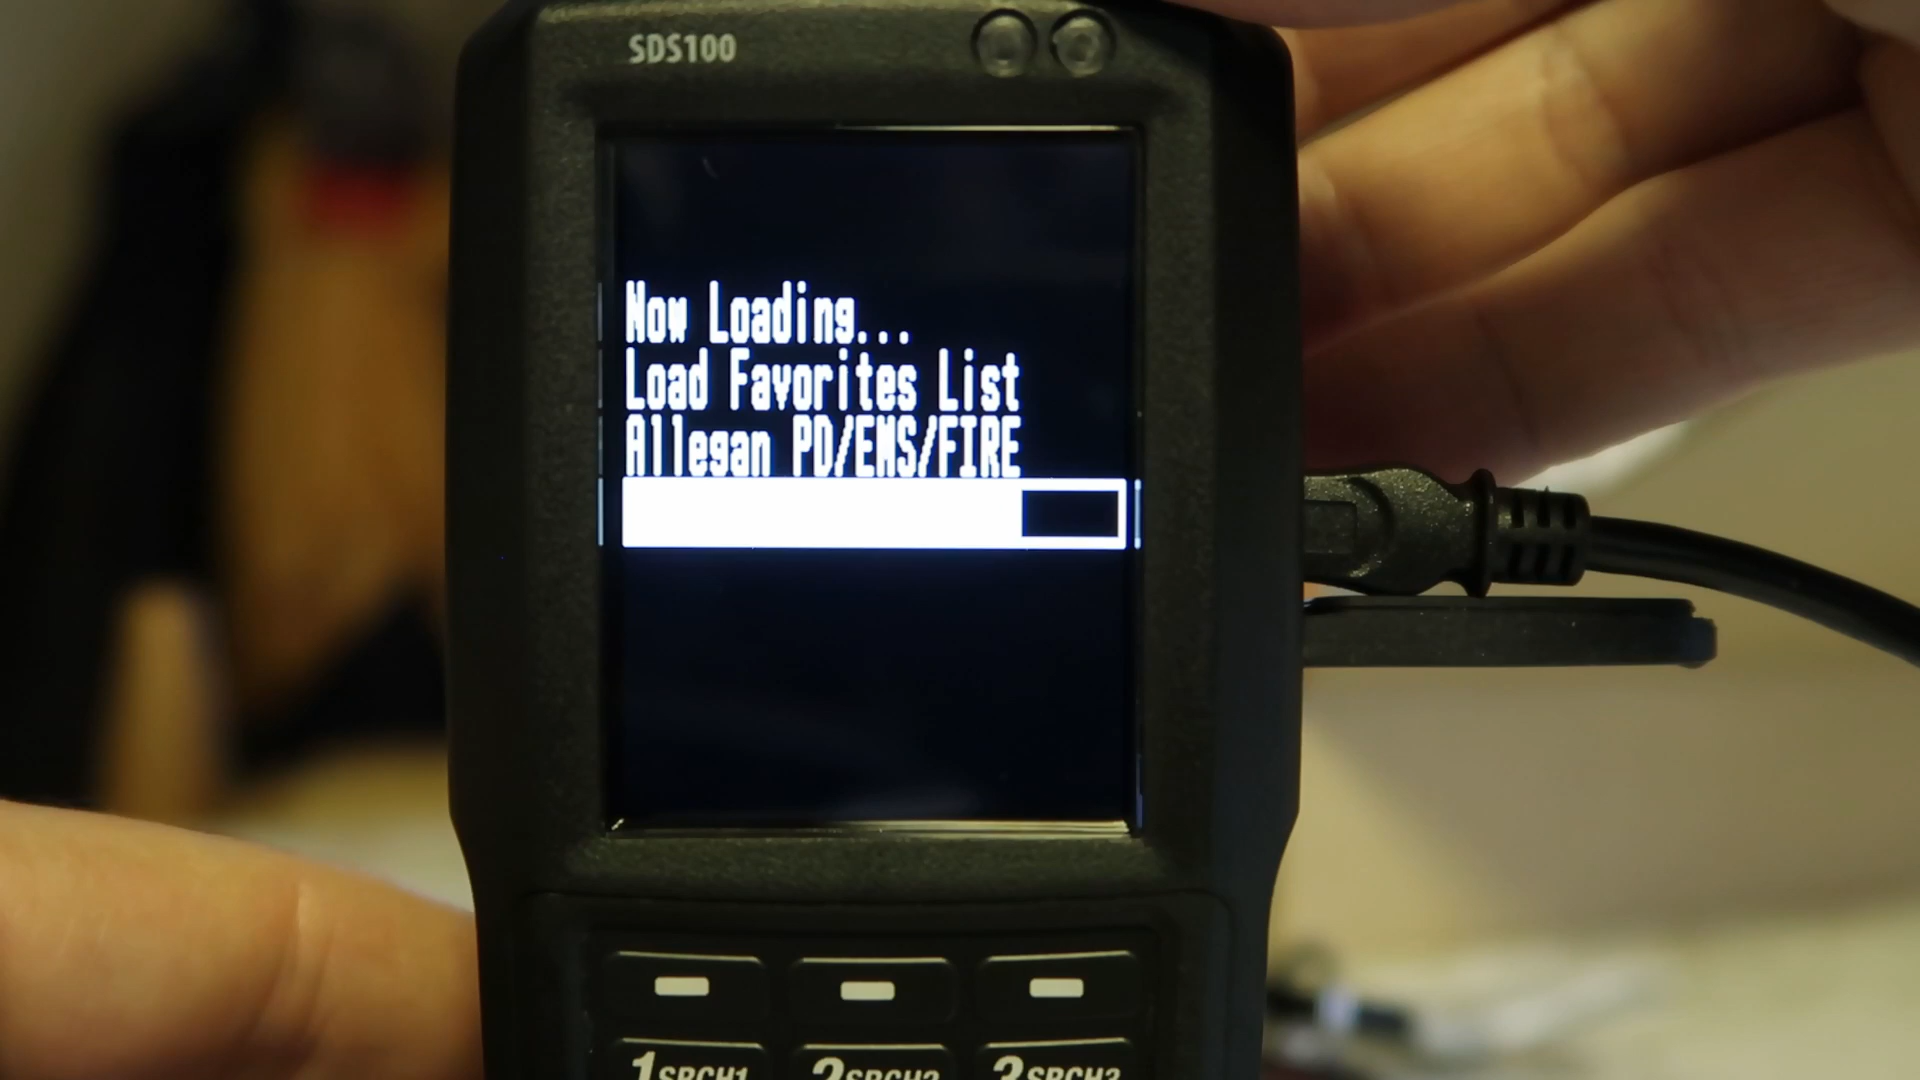 SDS100
Now Loading...
Load Favorites List
Allegan PD/EMS/FIRE
1SRCH1 2SRCH2 3SRCH3